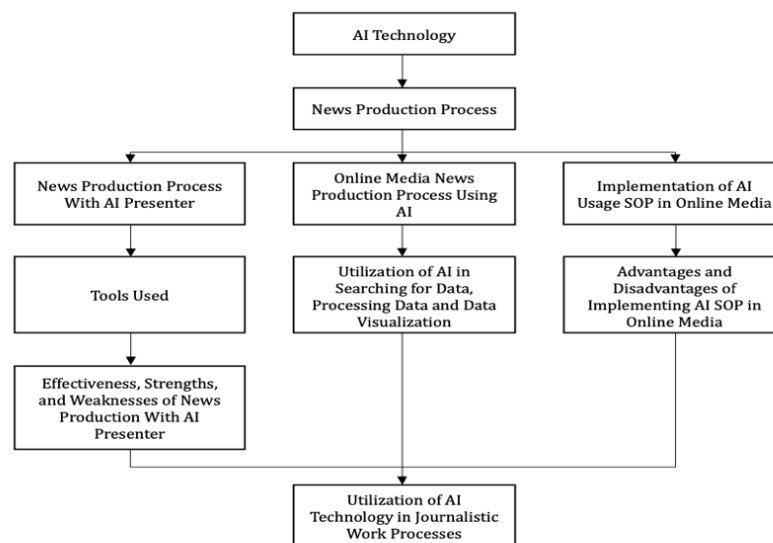 AI Technology
News Production Process
News Production Process
With AI Presenter
Online Media News
Production Process Using
AI
Implementation of AI
Usage SOP in Online Media
Tools Used
Utilization of AI in
Searching for Data,
Processing Data and Data
Visualization
Advantages and
Disadvantages of
Implementing AI SOP in
Online Media
Effectiveness, Strengths,
and Weaknesses of News
Production With AI
Presenter
Utilization of AI
Technology in Journalistic
Work Processes